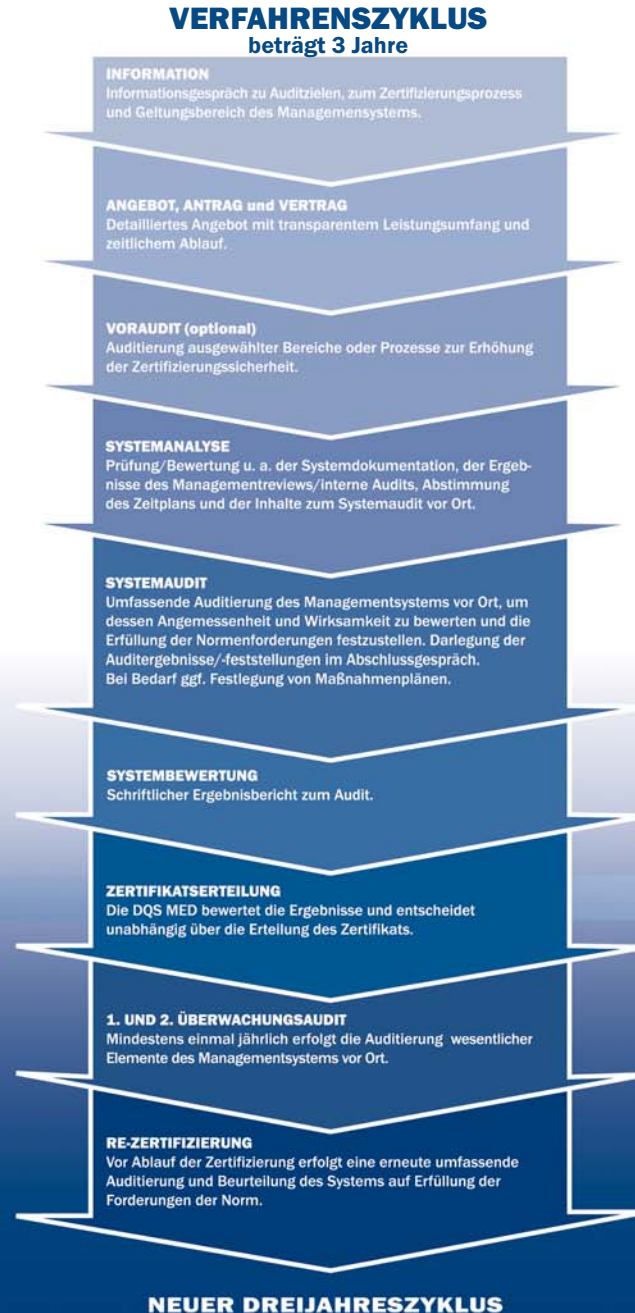 VERFAHRENSZYKLUS
beträgt 3 Jahre
INFORMATION
Informationsgespräch zu Auditzielen, zum Zertifizierungsprozess
und Geltungsbereich des Managemensystems.
ANGEBOT, ANTRAG und VERTRAG
Detailliertes Angebot mit transparentem Leistungsumfang und
zeitlichem Ablauf.
VORAUDIT (optional)
Auditierung ausgewählter Bereiche oder Prozesse zur Erhöhung
der Zertifizierungssicherheit.
SYSTEMANALYSE
Prüfung/Bewertung u. a. der Systemdokumentation, der Ergeb-
nisse des Managementreviews/interne Audits, Abstimmung
des Zeitplans und der Inhalte zum Systemaudit vor Ort.
SYSTEMAUDIT
Umfassende Auditierung des Managementsystems vor Ort, um
dessen Angemessenheit und Wirksamkeit zu bewerten und die
Erfüllung der Normenforderungen festzustellen. Darlegung der
Auditergebnisse/-feststellungen im Abschlussgespräch.
Bei Bedarf ggf. Festlegung von Maßnahmenplänen.
SYSTEMBEWERTUNG
Schriftlicher Ergebnisbericht zum Audit.
ZERTIFIKATSERTEILUNG
Die DQS MED bewertet die Ergebnisse und entscheidet
unabhängig über die Erteilung des Zertifikats.
1. UND 2. ÜBERWACHUNGSAUDIT
Mindestens einmal jährlich erfolgt die Auditierung wesentlicher
Elemente des Managementsystems vor Ort.
RE-ZERTIFIZIERUNG
Vor Ablauf der Zertifizierung erfolgt eine erneute umfassende
Auditierung und Beurteilung des Systems auf Erfüllung der
Forderungen der Norm.
NEUER DREIJAHRESZYKLUS